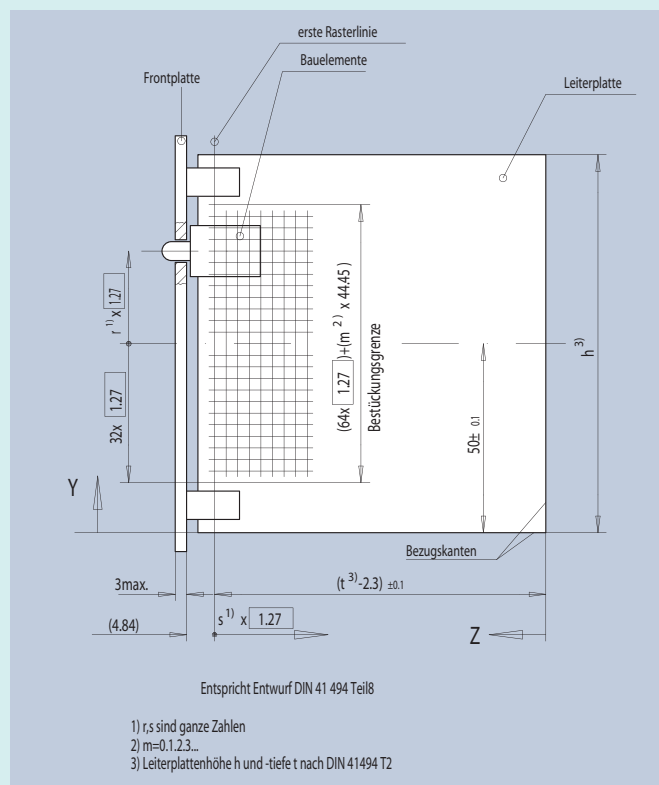 erste Rasterlinie
Bauelemente
Frontplatte
Leiterplatte
r 1) x 1.27
32x 1.27
(64x 1.27 )+(m 2) x 44.45 )
Bestückungsgrenze
h 3)
50± 0.1
Y
Bezugskanten
3max.
(t 3)-2.3) ±0.1
(4.84)
s 1) x 1.27
Z
Entspricht Entwurf DIN 41 494 Teil8
1) r,s sind ganze Zahlen
2) m=0.1.2.3...
3) Leiterplattenhöhe h und -tiefe t nach DIN 41494 T2